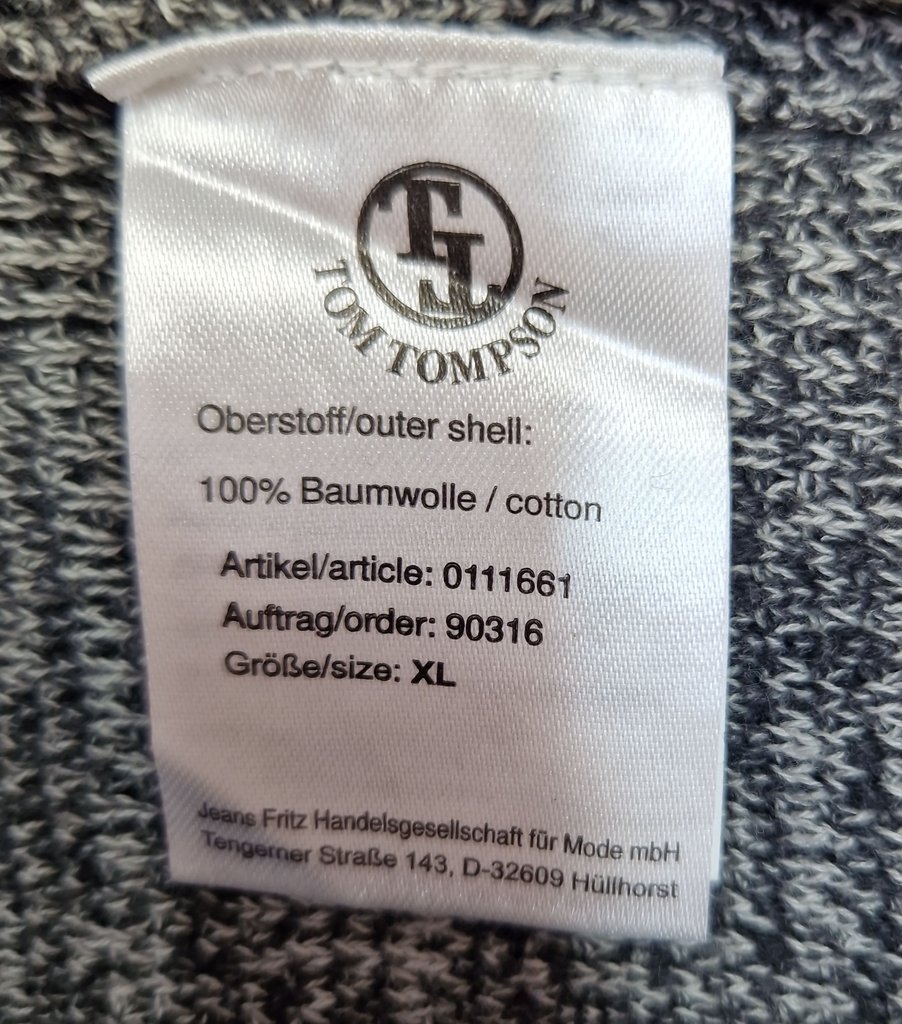 TT
TOM TOMPSON
Oberstoff/outer shell:
100% Baumwolle / cotton
Artikel/article: 0111661
Auftrag/order: 90316
Größe/size: XL
Jeans Fritz Handelsgesellschaft für Mode mbH
Tengerner Straße 143, D-32609 Hüllhorst